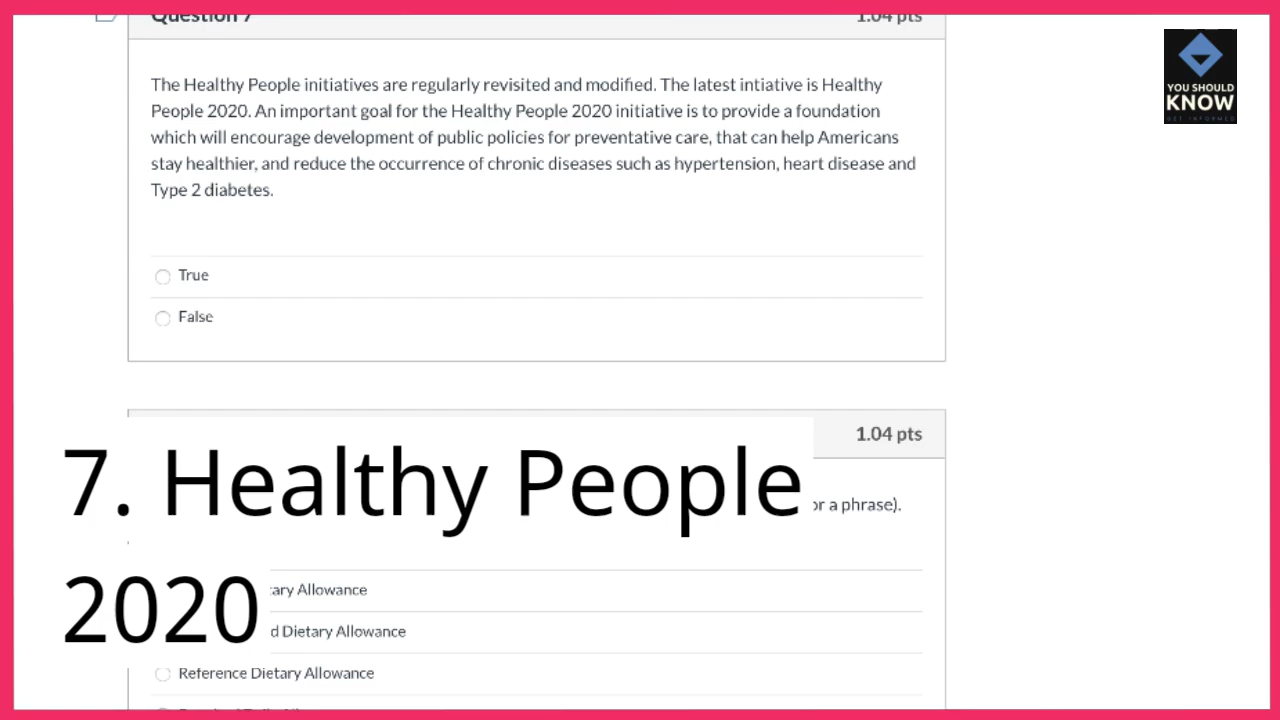 Question 7
1.04 pts
YOU SHOULD
KNOW
GET INFORMED
The Healthy People initiatives are regularly revisited and modified. The latest intiative is Healthy
People 2020. An important goal for the Healthy People 2020 initiative is to provide a foundation
which will encourage development of public policies for preventative care, that can help Americans
stay healthier, and reduce the occurrence of chronic diseases such as hypertension, heart disease and
Type 2 diabetes.
True
False
1.04 pts
7. Healthy People
2020
or a phrase).
tary Allowance
d Dietary Allowance
Reference Dietary Allowance